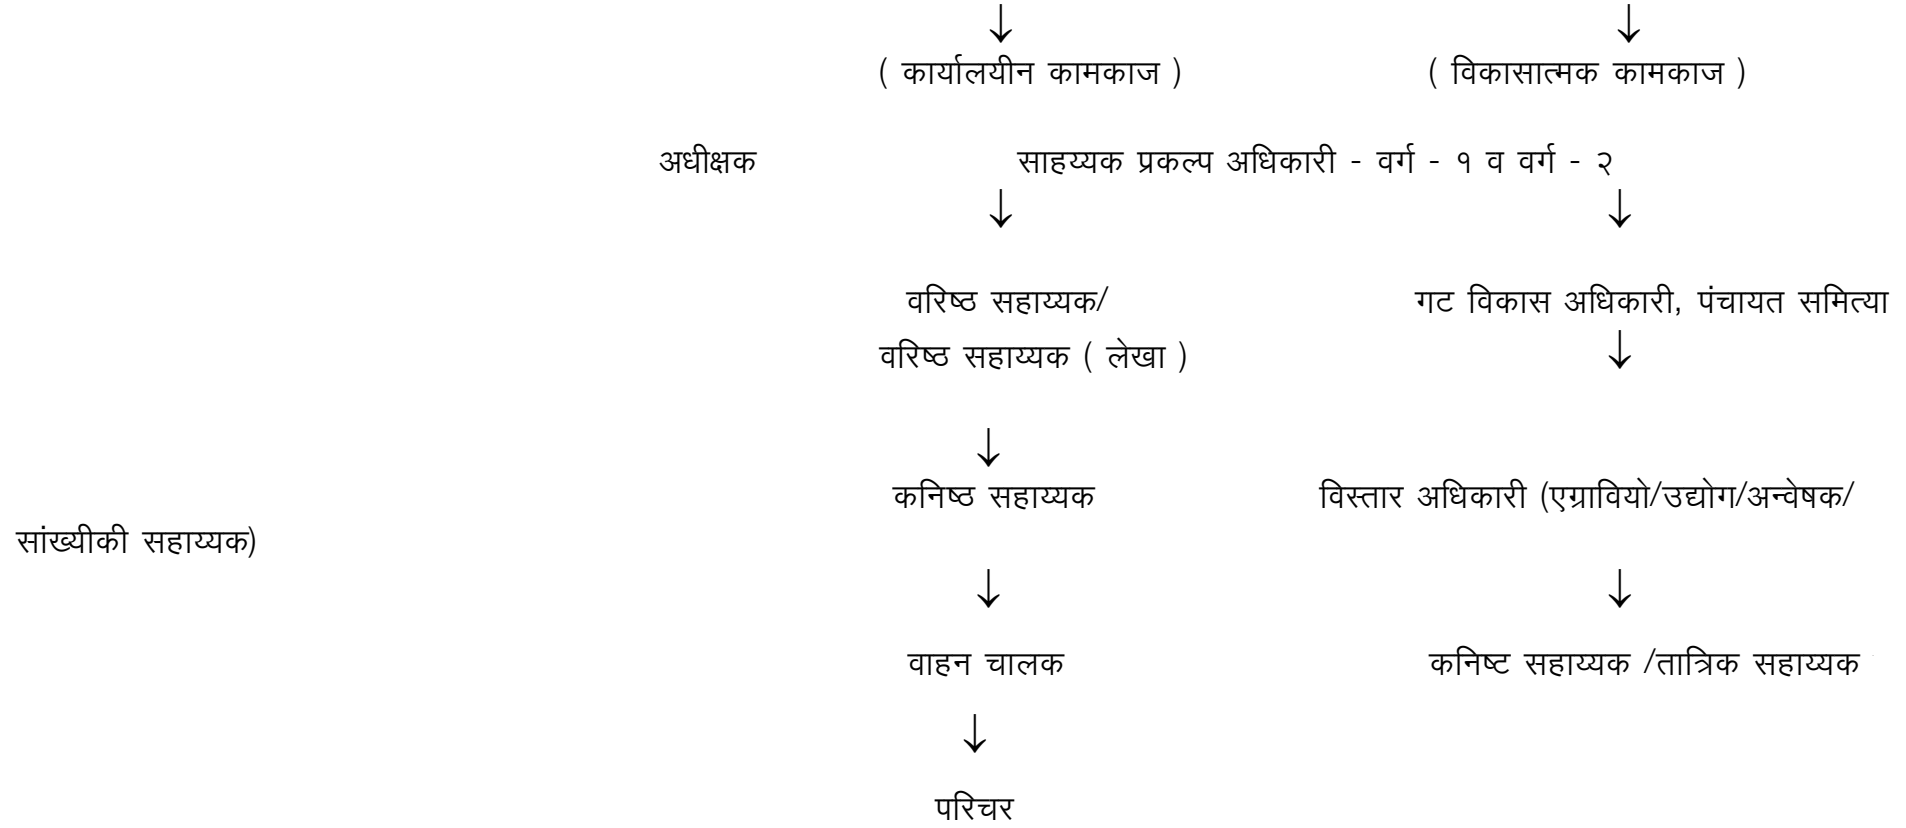 ( कार्यालयीन कामकाज ) ( विकासात्मक कामकाज )
अधीक्षक साहय्यक प्रकल्प अधिकारी - वर्ग - १ व वर्ग - २
वरिष्ठ सहाय्यक/ गट विकास अधिकारी, पंचायत समित्या
वरिष्ठ सहाय्यक ( लेखा )
कनिष्ठ सहाय्यक विस्तार अधिकारी (एग्रावियो/उद्योग/अन्वेषक/
सांख्यीकी सहाय्यक)
वाहन चालक कनिष्ट सहाय्यक /तात्रिक सहाय्यक
परिचर